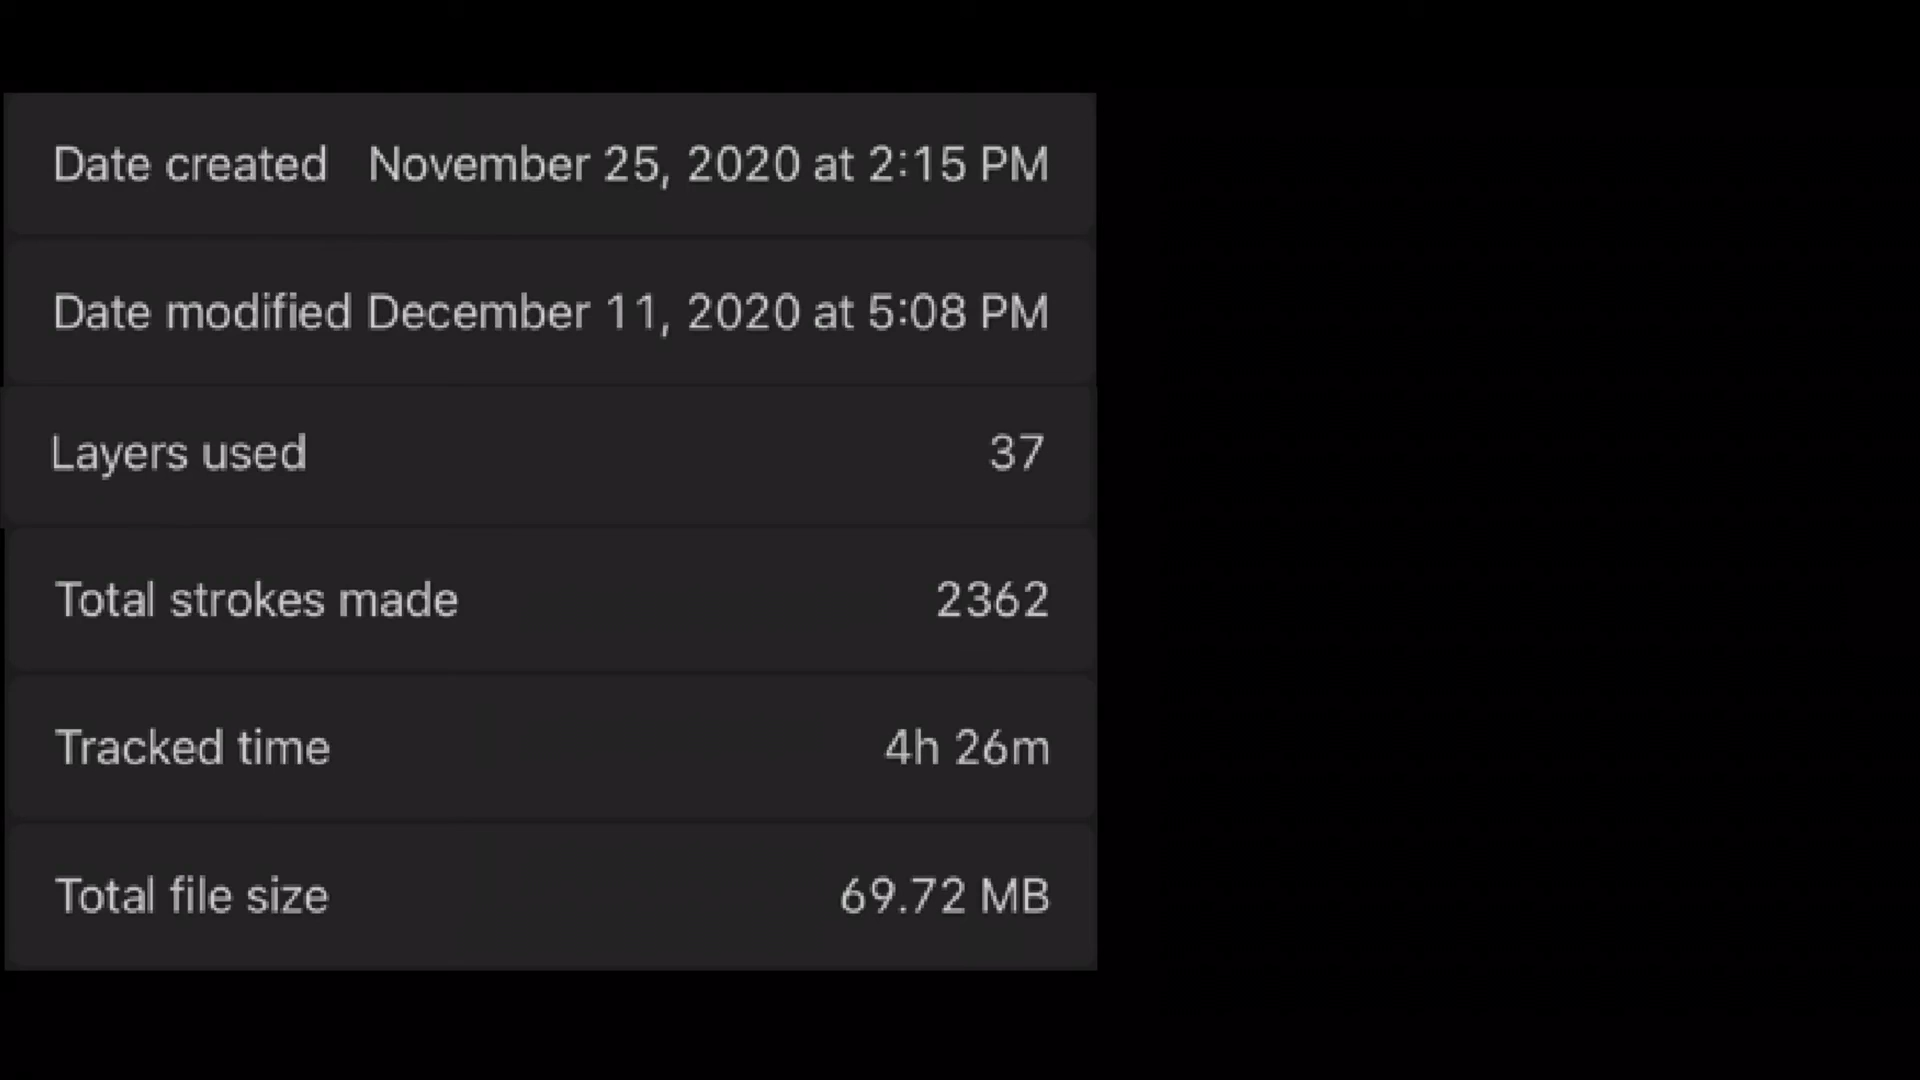 Date created November 25, 2020 at 2:15 PM
Date modified December 11, 2020 at 5:08 PM
Layers used 37
Total strokes made 2362
Tracked time 4h 26m
Total file size 69.72 MB